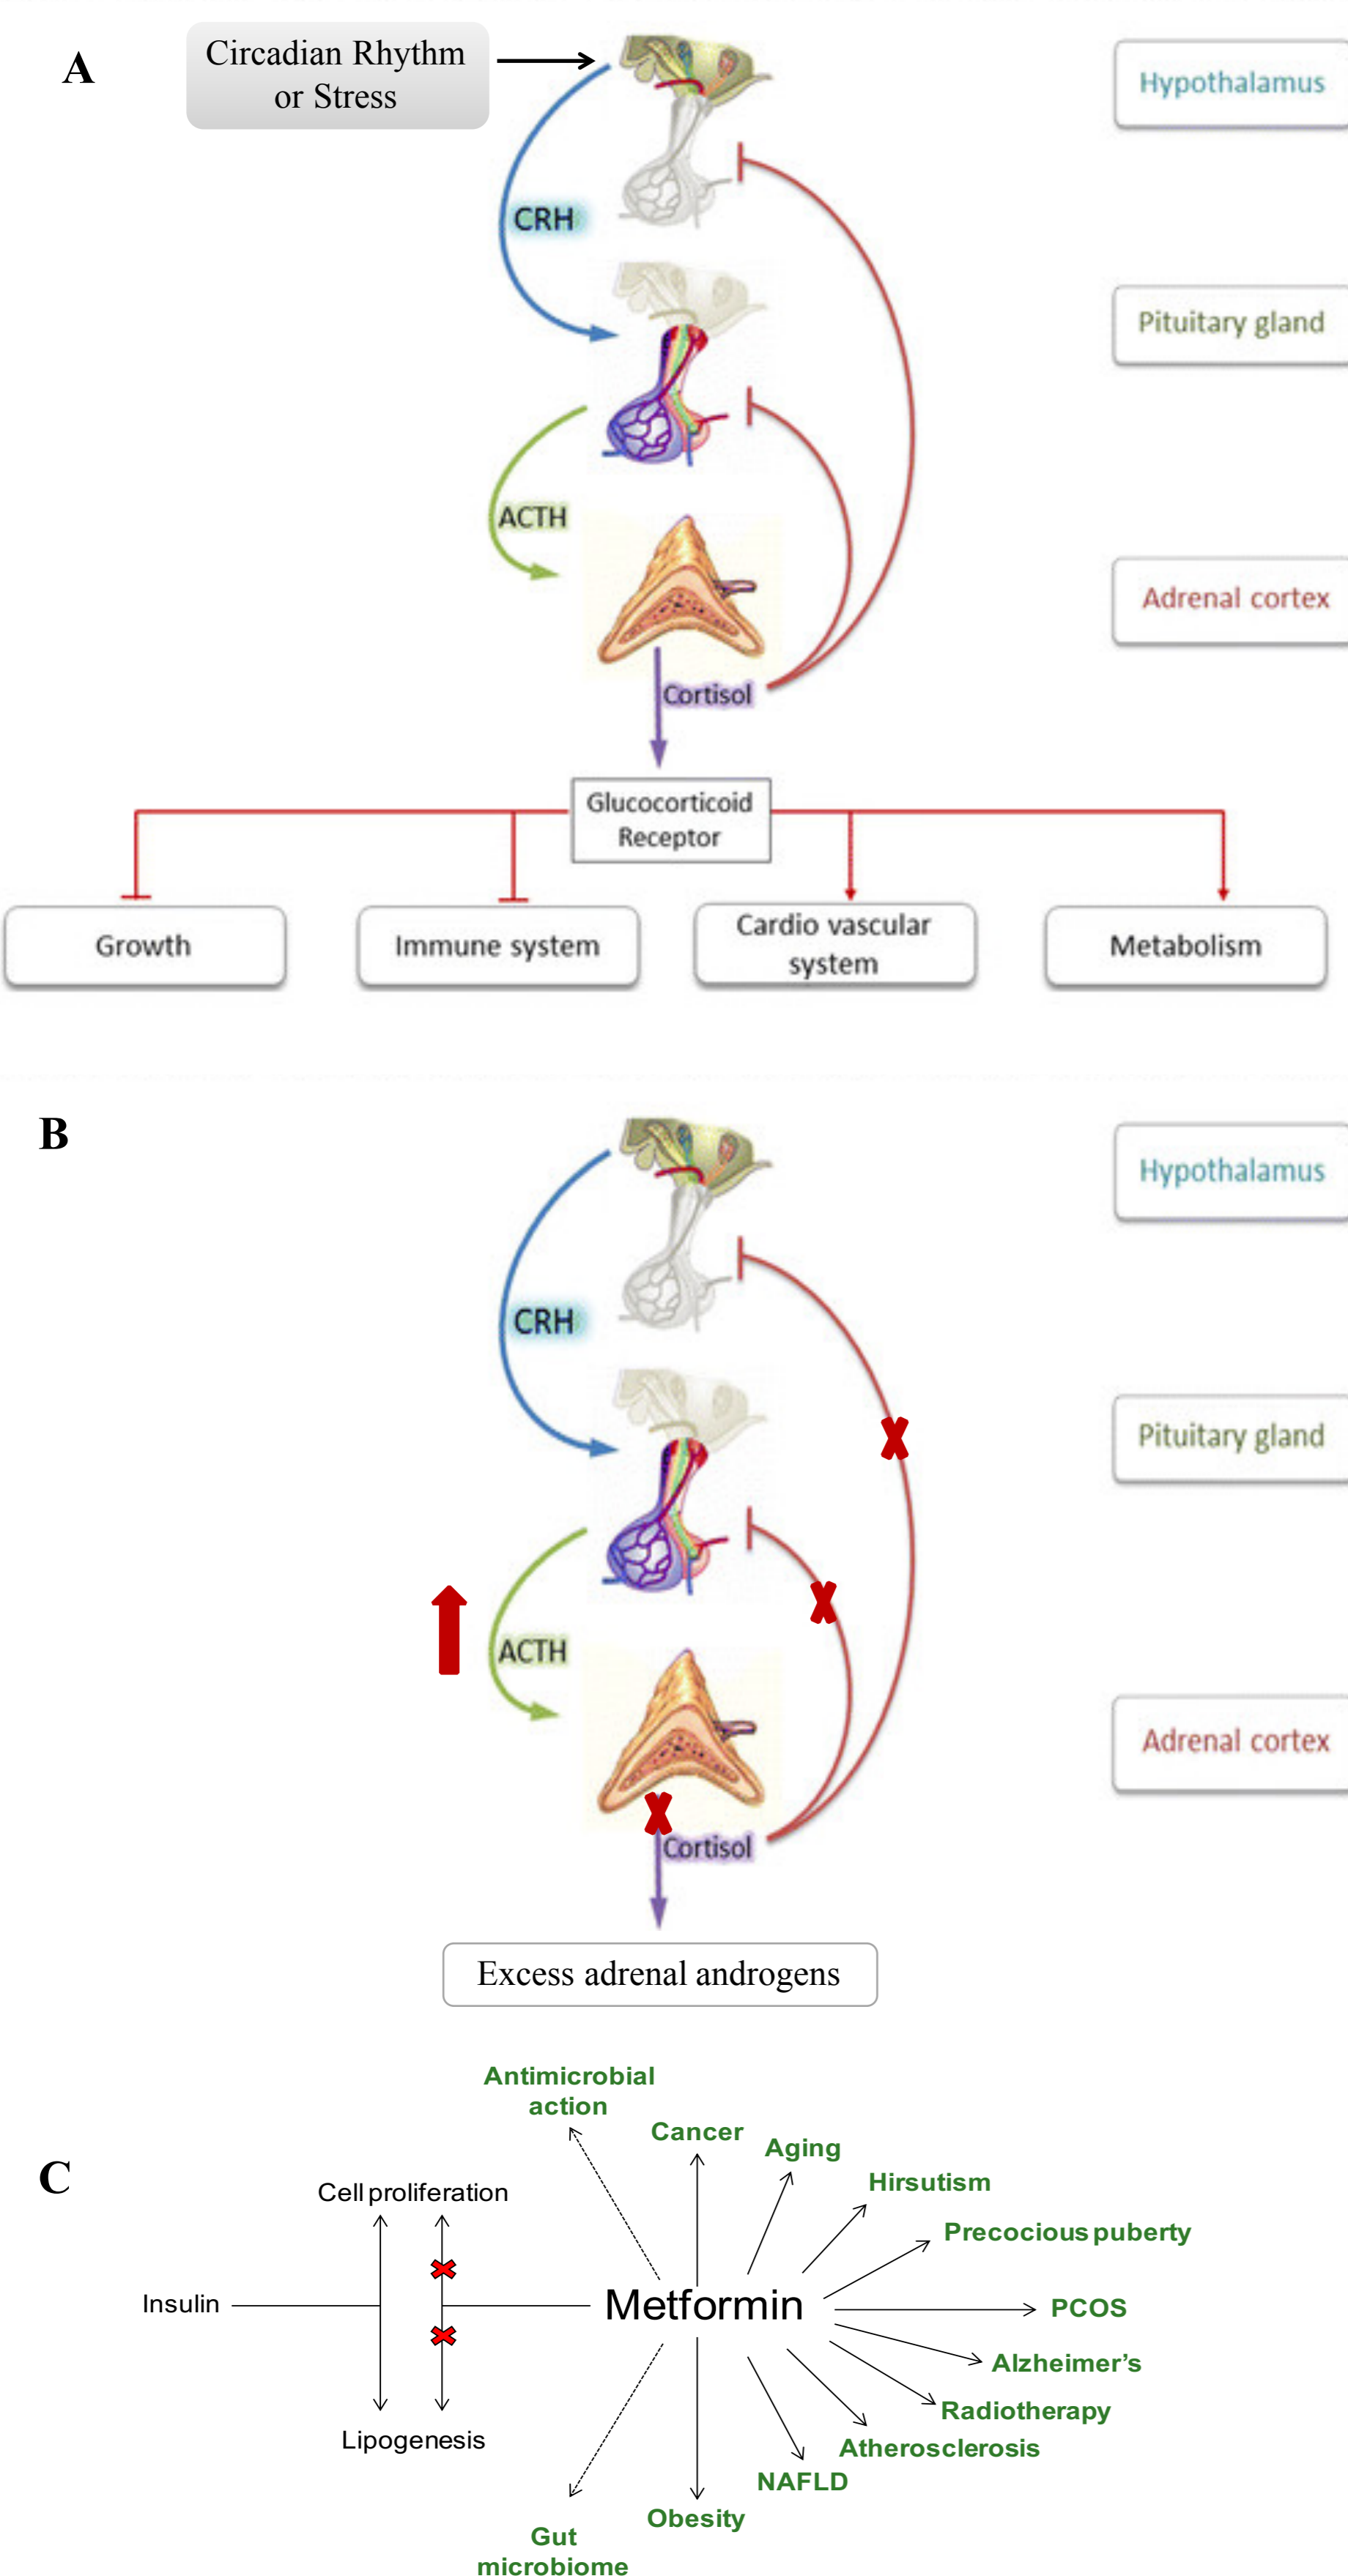 A
Circadian Rhythm
or Stress
Hypothalamus
CRH
Pituitary gland
ACTH
Adrenal cortex
Cortisol
Glucocorticoid
Receptor
Growth
Immune system
Cardio vascular
system
Metabolism
B
Hypothalamus
CRH
Pituitary gland
ACTH
Adrenal cortex
Cortisol
Excess adrenal androgens
C
Antimicrobial
action
Cancer
Aging
Hirsutism
Precocious puberty
PCOS
Alzheimer’s
Radiotherapy
Atherosclerosis
NAFLD
Obesity
Gut
microbiome
Metformin
Cell proliferation
Insulin
Lipogenesis